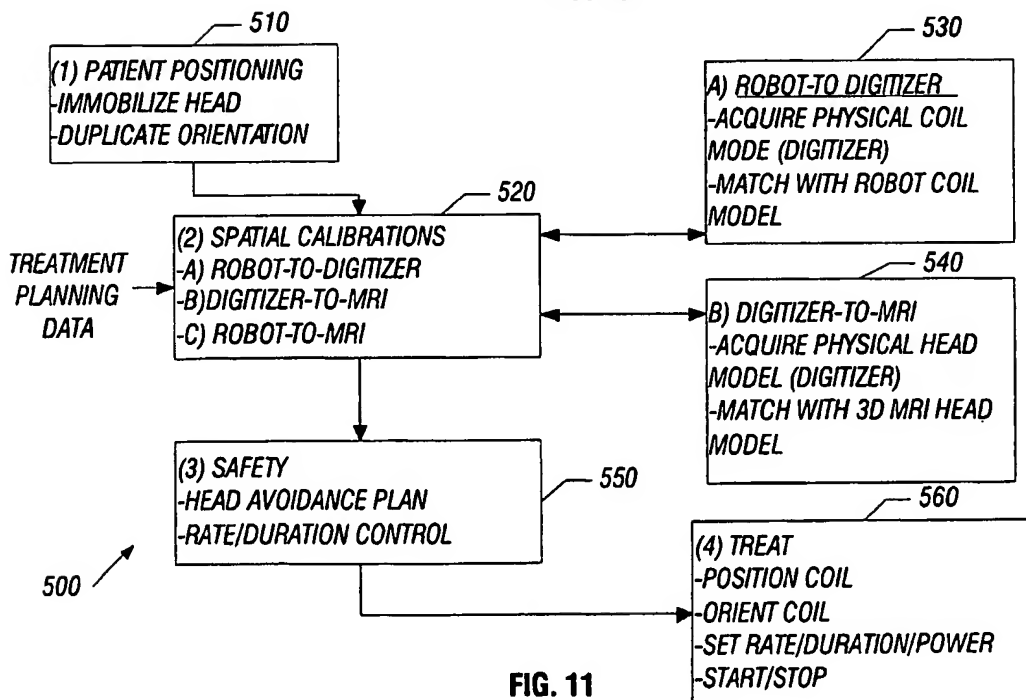 510
(1) PATIENT POSITIONING
-IMMOBILIZE HEAD
-DUPLICATE ORIENTATION
530
A) ROBOT-TO DIGITIZER
-ACQUIRE PHYSICAL COIL
MODE (DIGITIZER)
-MATCH WITH ROBOT COIL
MODEL
520
(2) SPATIAL CALIBRATIONS
-A) ROBOT-TO-DIGITIZER
-B)DIGITIZER-TO-MRI
-C) ROBOT-TO-MRI
TREATMENT
PLANNING
DATA
540
B) DIGITIZER-TO-MRI
-ACQUIRE PHYSICAL HEAD
MODEL (DIGITIZER)
-MATCH WITH 3D MRI HEAD
MODEL
550
(3) SAFETY
-HEAD AVOIDANCE PLAN
-RATE/DURATION CONTROL
560
(4) TREAT
-POSITION COIL
-ORIENT COIL
-SET RATE/DURATION/POWER
-START/STOP
500
FIG. 11